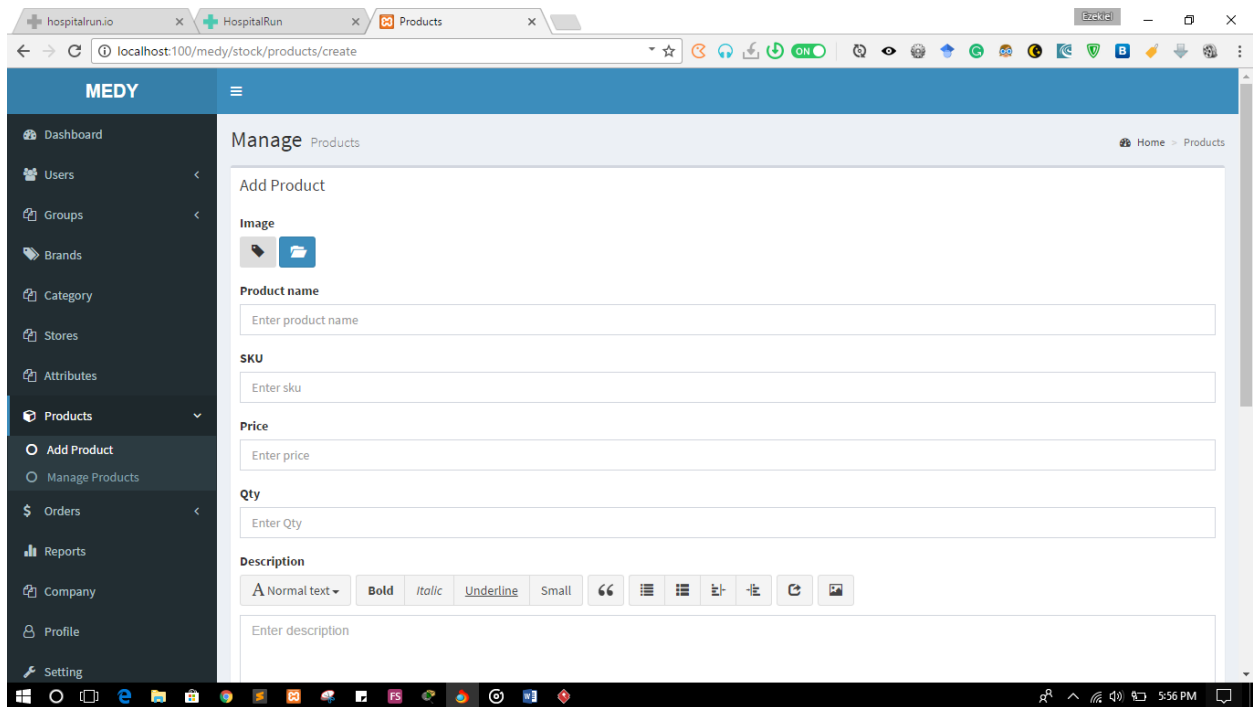 hospitalrun.io
HospitalRun
Products
Ezekiel
localhost:100/medy/stock/products/create
ON
MEDY
Dashboard
Users
Groups
Brands
Category
Stores
Attributes
Products
Add Product
Manage Products
Orders
Reports
Company
Profile
Setting
Manage Products
Home > Products
Add Product
Image
Product name
Enter product name
SKU
Enter sku
Price
Enter price
Qty
Enter Qty
Description
A Normal text Bold Italic Underline Small
Enter description
5:56 PM